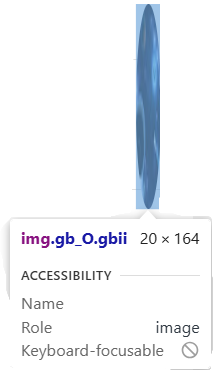 img.gb_O.gbii 20 × 164
ACCESSIBILITY
Name
Role image
Keyboard-focusable